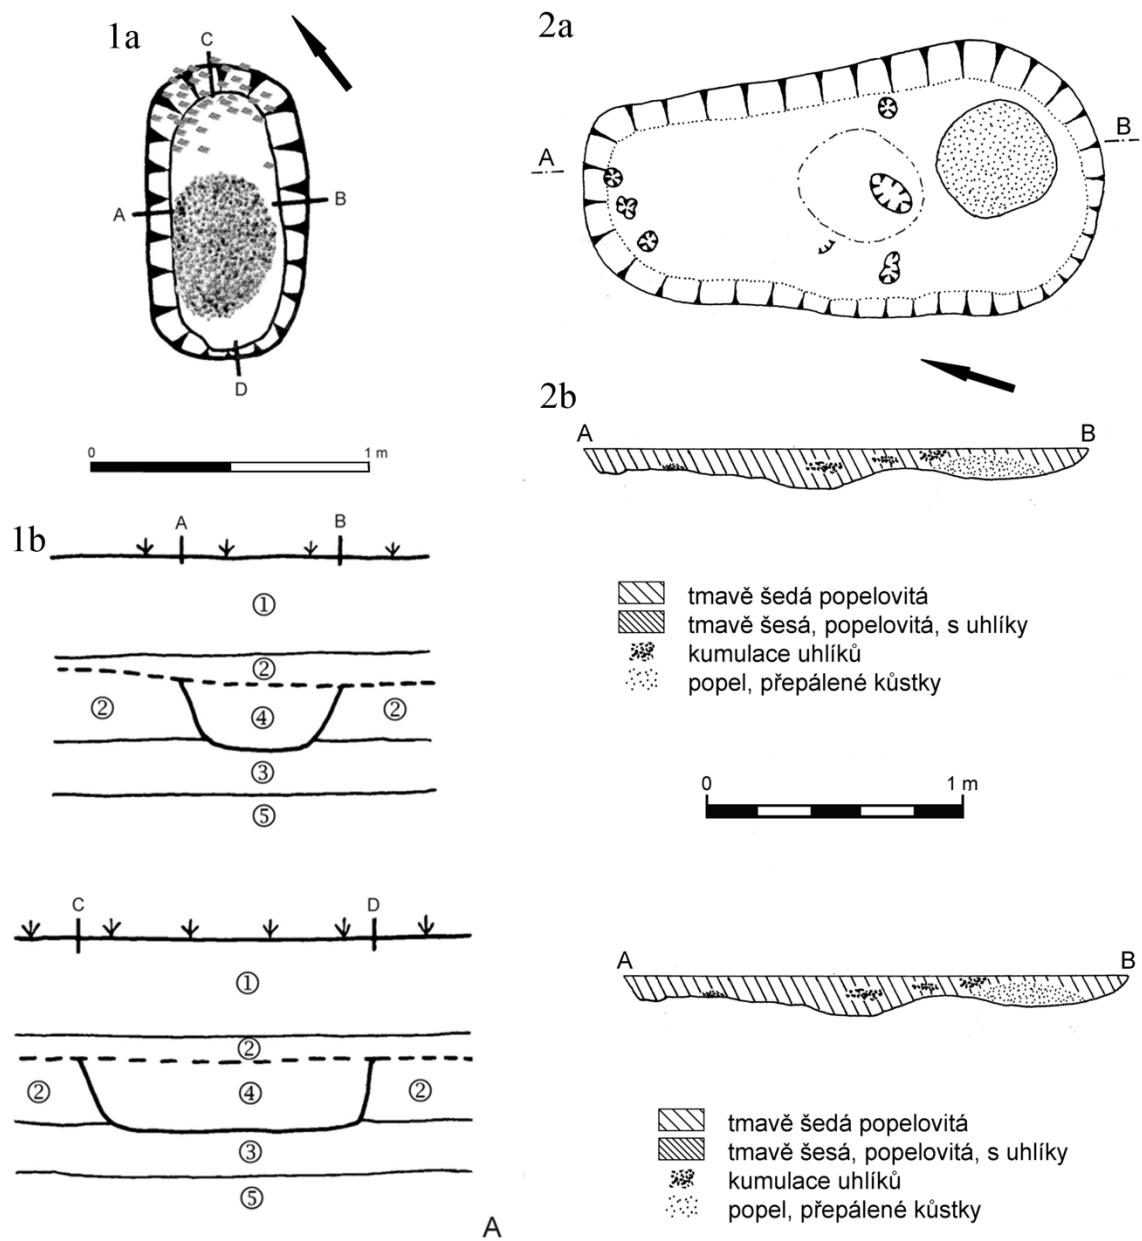 1a
C
A
B
D
0 1 m
2a
A
B
2b
A B
tmavě šedá popelovitá
tmavě šesá, popelovitá, s uhlíky
kumulace uhlíků
popel, přepálené kůstky
0 1 m
1b
A B
①
②
② ④ ②
③
⑤
C D
①
②
② ④ ②
③
⑤
A
A B
tmavě šedá popelovitá
tmavě šesá, popelovitá, s uhlíky
kumulace uhlíků
popel, přepálené kůstky